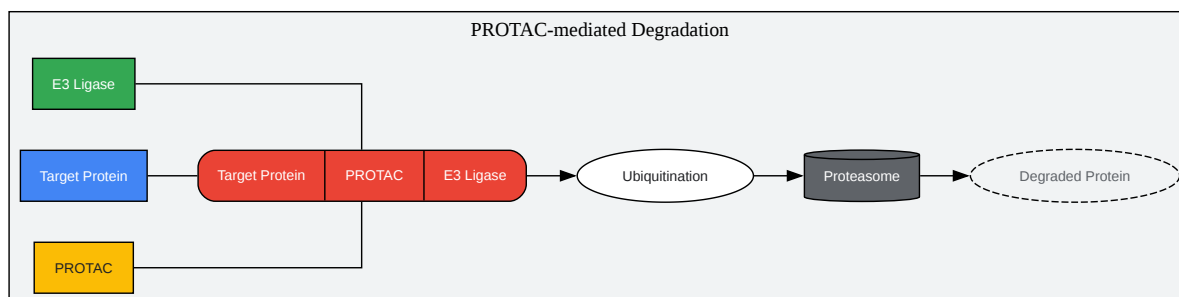 PROTAC-mediated Degradation
E3 Ligase
Target Protein
PROTAC
Target Protein
PROTAC
E3 Ligase
Ubiquitination
Proteasome
Degraded Protein